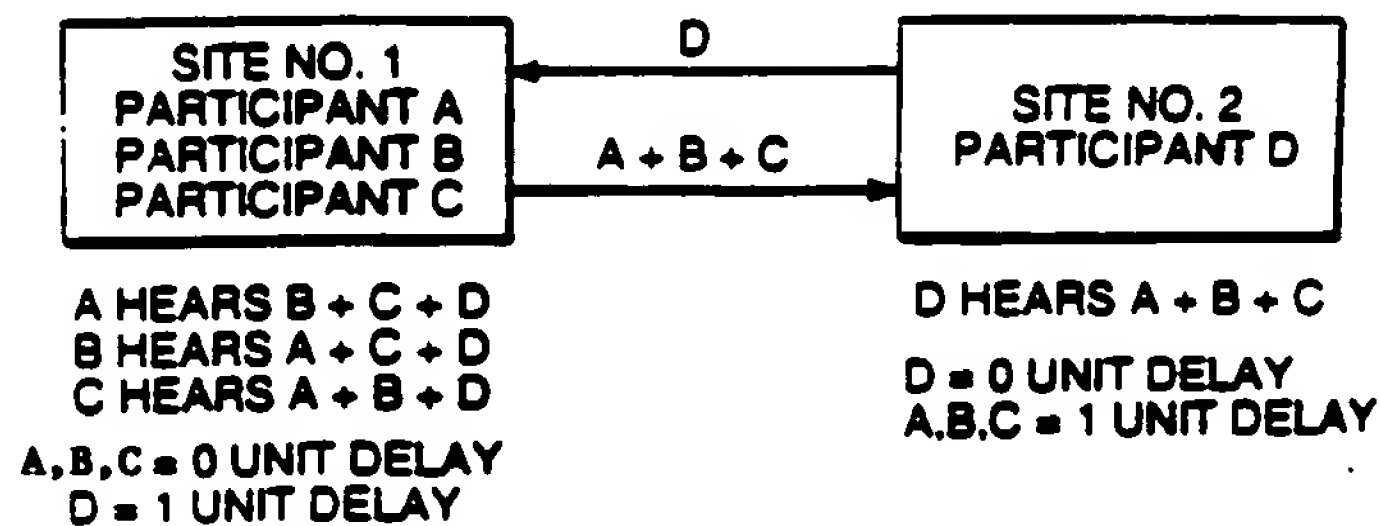 SITE NO. 1
PARTICIPANT A
PARTICIPANT B
PARTICIPANT C
D
A + B + C
SITE NO. 2
PARTICIPANT D
A HEARS B + C + D
B HEARS A + C + D
C HEARS A + B + D
A,B,C = 0 UNIT DELAY
D = 1 UNIT DELAY
D HEARS A + B + C
D = 0 UNIT DELAY
A,B,C = 1 UNIT DELAY